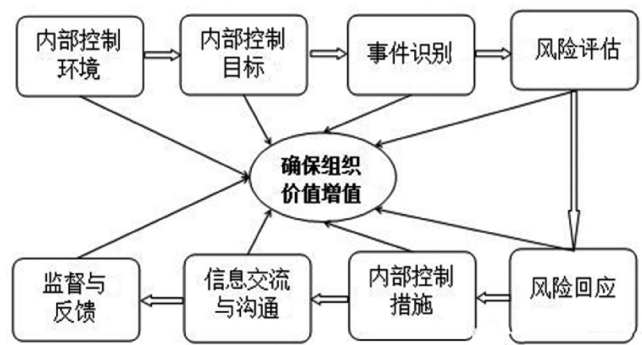 内部控制
环境
内部控制
目标
事件识别
风险评估
确保组织
价值增值
监督与
反馈
信息交流
与沟通
内部控制
措施
风险回应